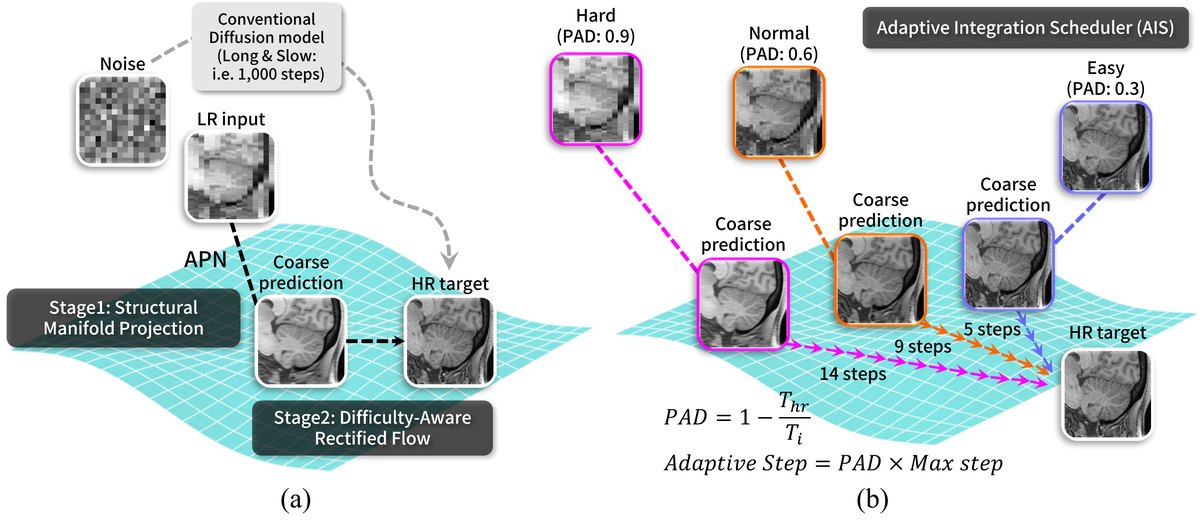 Noise
Conventional
Diffusion model
(Long & Slow:
i.e. 1,000 steps)
LR input
APN
Coarse
prediction
HR target
Stage1: Structural
Manifold Projection
Stage2: Difficulty-Aware
Rectified Flow
(a)
Adaptive Integration Scheduler (AIS)
Hard
(PAD: 0.9)
Normal
(PAD: 0.6)
Easy
(PAD: 0.3)
Coarse
prediction
Coarse
prediction
Coarse
prediction
14 steps
9 steps
5 steps
HR target
PAD = 1 − T_hr / T_i
Adaptive Step = PAD × Max step
(b)